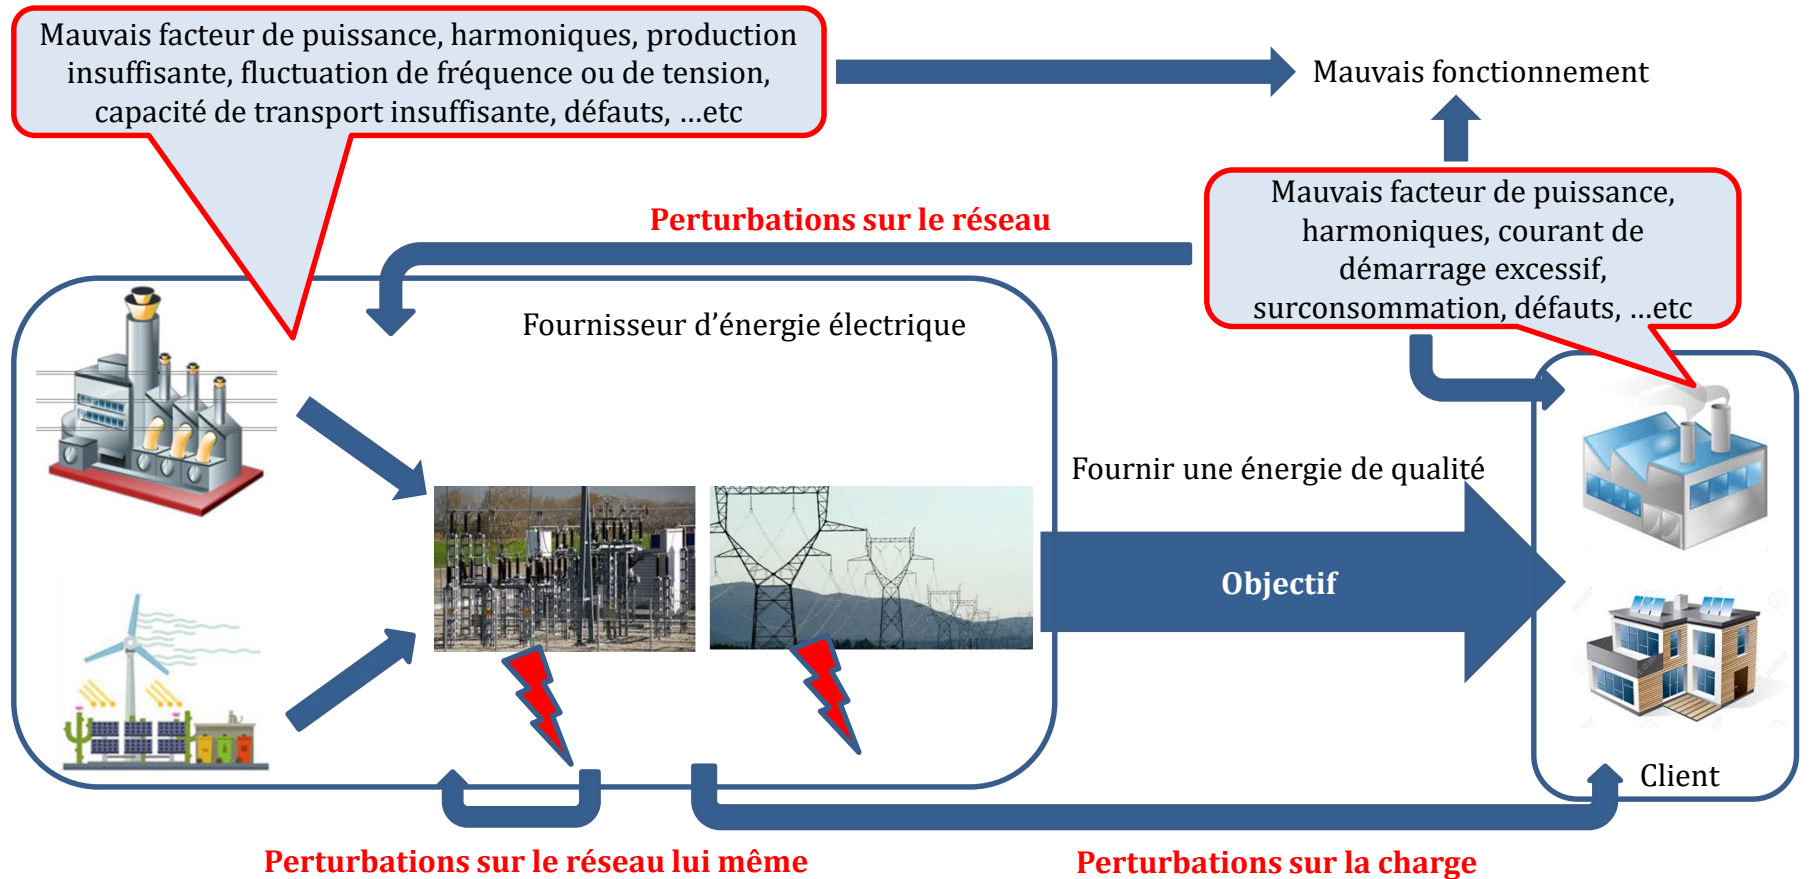 Mauvais facteur de puissance, harmoniques, production
insuffisante, fluctuation de fréquence ou de tension,
capacité de transport insuffisante, défauts, …etc
Mauvais fonctionnement
Mauvais facteur de puissance,
harmoniques, courant de
démarrage excessif,
surconsommation, défauts, …etc
Perturbations sur le réseau
Fournisseur d’énergie électrique
Fournir une énergie de qualité
Objectif
Client
Perturbations sur le réseau lui même
Perturbations sur la charge